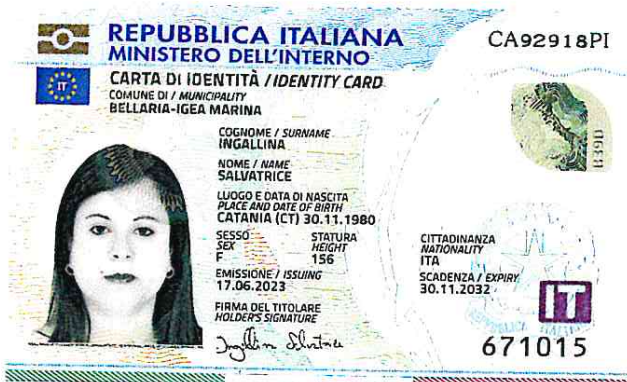 REPUBBLICA ITALIANA
MINISTERO DELL'INTERNO
CA92918PI
IT
CARTA DI IDENTITÀ / IDENTITY CARD
COMUNE DI / MUNICIPALITY
BELLARIA-IGEA MARINA
COGNOME / SURNAME
INGALLINA
NOME / NAME
SALVATRICE
LUOGO E DATA DI NASCITA
PLACE AND DATE OF BIRTH
CATANIA (CT) 30.11.1980
SESSO
SEX
F
STATURA
HEIGHT
156
CITTADINANZA
NATIONALITY
ITA
EMISSIONE / ISSUING
17.06.2023
SCADENZA / EXPIRY
30.11.2032
FIRMA DEL TITOLARE
HOLDER'S SIGNATURE
Ingallina Salvatrice
IT
671015